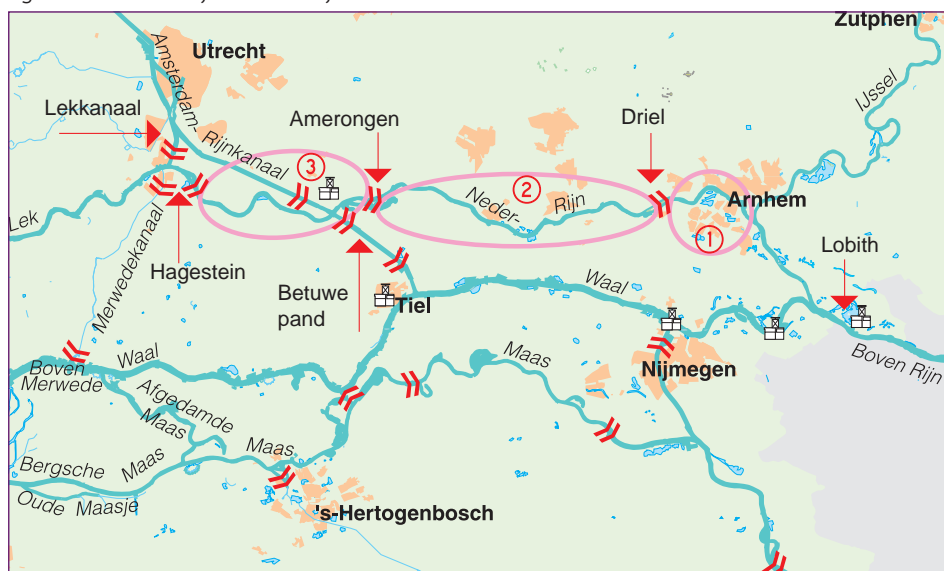 Zutphen
Utrecht
IJssel
Amsterdam-Rijnkanaal
Lekkanaal
Amerongen
Driel
3
2
Neder-Rijn
Arnhem
1
Lek
Merwedekanaal
Hagestein
Betuwe
pand
Lobith
Tiel
Waal
Boven Rijn
Nijmegen
Maas
Waal
Boven
Merwede
Afgedamde
Maas
Maas
Maas
Bergsche
Oude Maasje
's-Hertogenbosch